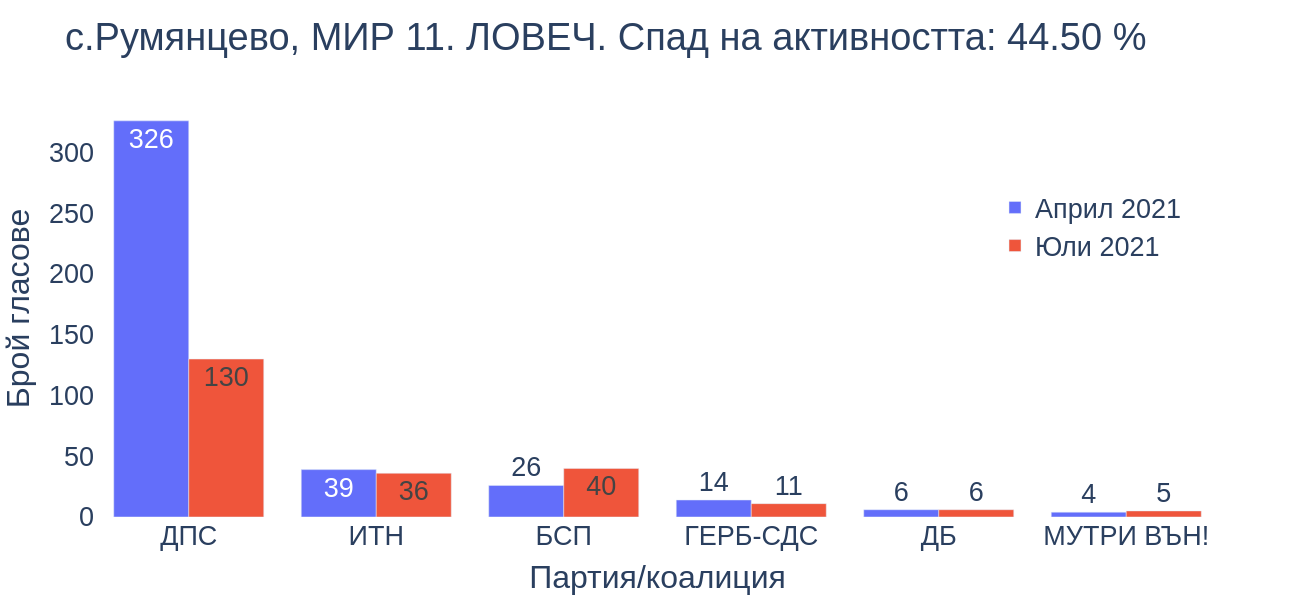 с.Румянцево, МИР 11. ЛОВЕЧ. Спад на активността: 44.50 %
Брой гласове
300
250
200
150
100
50
0
326
130
39
36
26
40
14
11
6
6
4
5
Април 2021
Юли 2021
ДПС
ИТН
БСП
ГЕРБ-СДС
ДБ
МУТРИ ВЪН!
Партия/коалиция